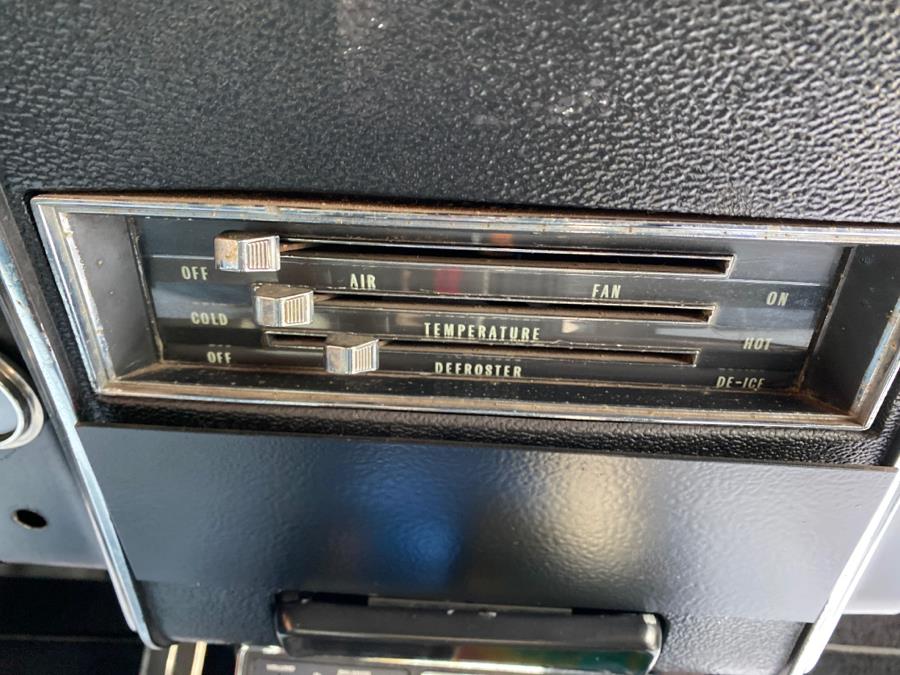 OFF AIR FAN ON
COLD TEMPERATURE HOT
OFF DEFROSTER DE-ICE